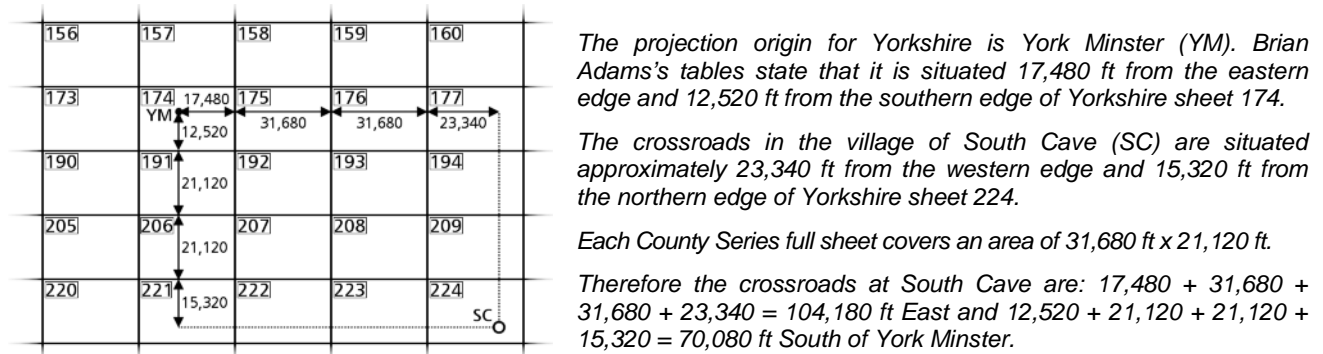 156 157 158 159 160
173 174 17,480 175 176 177
YM 31,680 31,680 23,340
12,520
190 191 192 193 194
21,120
205 206 207 208 209
21,120
220 221 222 223 224
15,320 SC
The projection origin for Yorkshire is York Minster (YM). Brian
Adams's tables state that it is situated 17,480 ft from the eastern
edge and 12,520 ft from the southern edge of Yorkshire sheet 174.
The crossroads in the village of South Cave (SC) are situated
approximately 23,340 ft from the western edge and 15,320 ft from
the northern edge of Yorkshire sheet 224.
Each County Series full sheet covers an area of 31,680 ft x 21,120 ft.
Therefore the crossroads at South Cave are: 17,480 + 31,680 +
31,680 + 23,340 = 104,180 ft East and 12,520 + 21,120 + 21,120 +
15,320 = 70,080 ft South of York Minster.